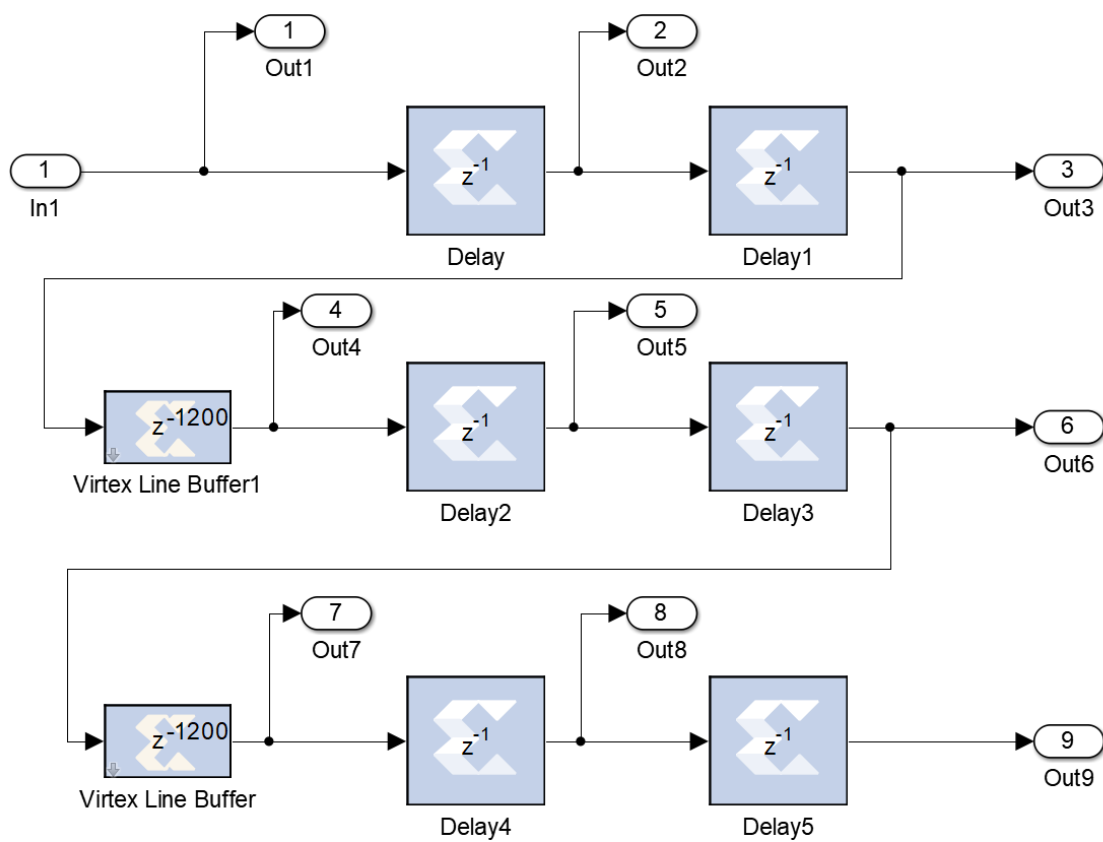 1
Out1
2
Out2
1
In1
z-1
Delay
z-1
Delay1
3
Out3
4
Out4
5
Out5
z-1200
Virtex Line Buffer1
z-1
Delay2
z-1
Delay3
6
Out6
7
Out7
8
Out8
z-1200
Virtex Line Buffer
z-1
Delay4
z-1
Delay5
9
Out9